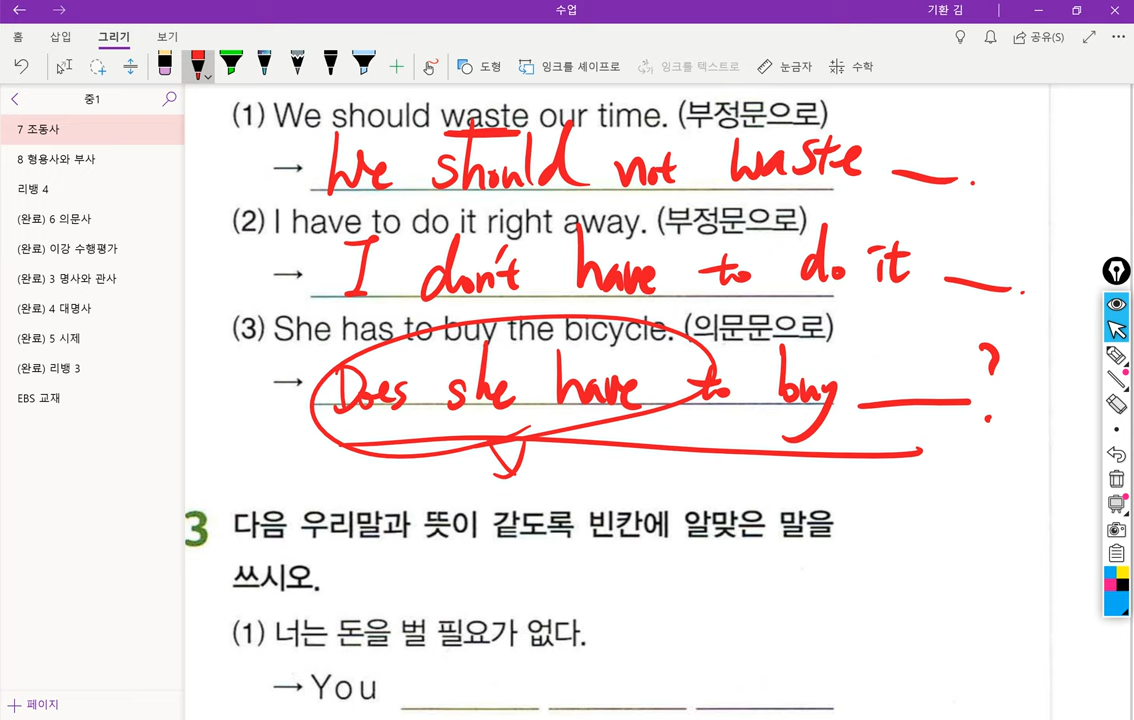 수업
기환 김
홈 삽입 그리기 보기
공유(S)
도형 잉크를 셰이프로 잉크를 텍스트로 눈금자 수학
중1
7 조동사
8 형용사와 부사
리뱅 4
(완료) 6 의문사
(완료) 이강 수행평가
(완료) 3 명사와 관사
(완료) 4 대명사
(완료) 5 시제
(완료) 리뱅 3
EBS 교재
페이지
(1) We should waste our time. (부정문으로)
→ We should not waste ___.
(2) I have to do it right away. (부정문으로)
→ I don't have to do it ___.
(3) She has to buy the bicycle. (의문문으로)
→ Does she have to buy ___?
3 다음 우리말과 뜻이 같도록 빈칸에 알맞은 말을
쓰시오.
(1) 너는 돈을 벌 필요가 없다.
→ You ___ ___ ___